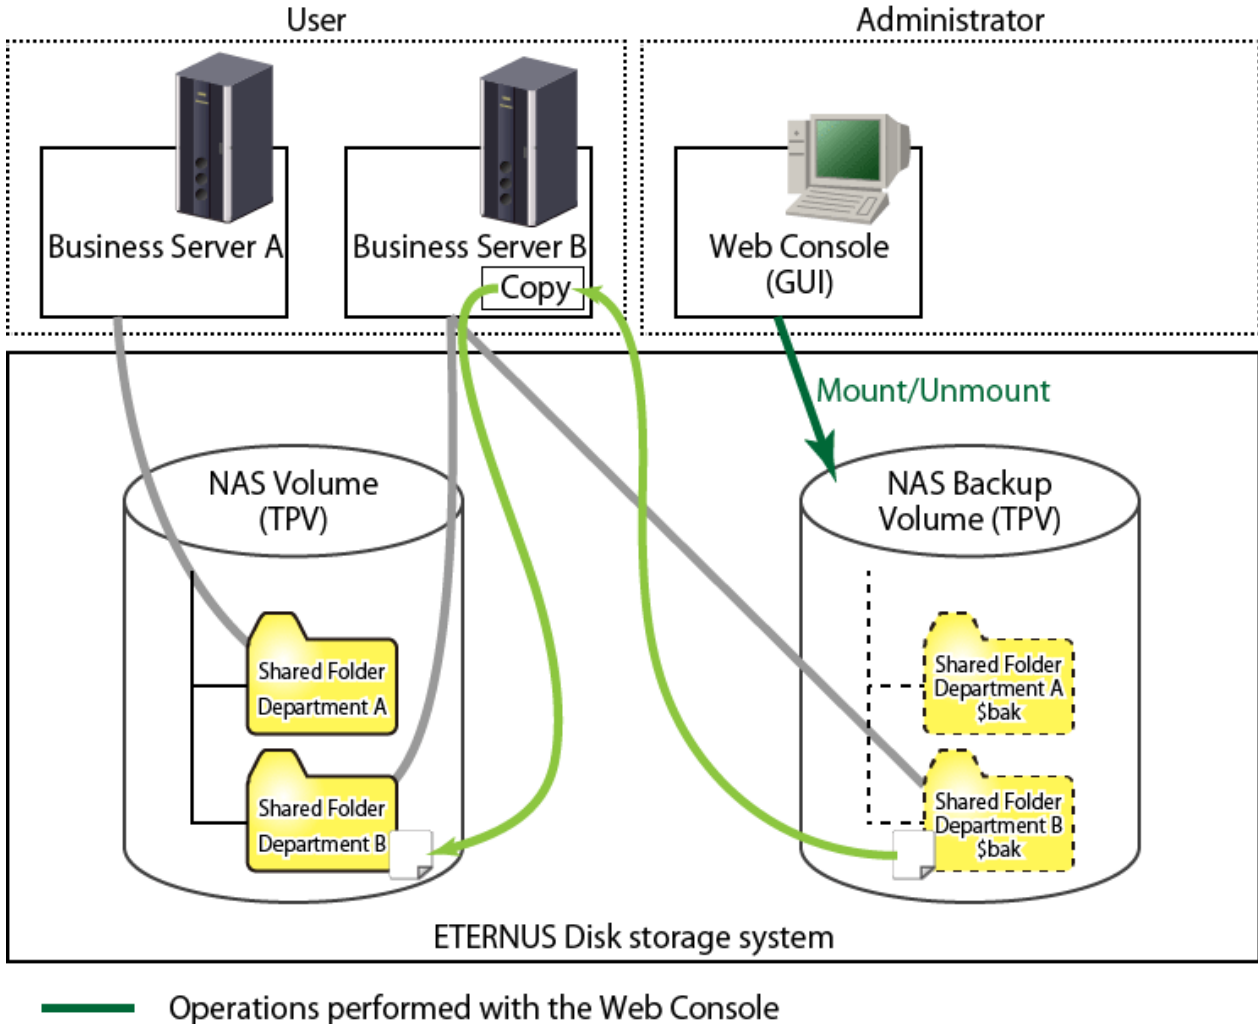 User
Administrator
Business Server A
Business Server B
Copy
Web Console
(GUI)
Mount/Unmount
NAS Volume
(TPV)
NAS Backup
Volume (TPV)
Shared Folder
Department A
Shared Folder
Department A
$bak
Shared Folder
Department B
Shared Folder
Department B
$bak
ETERNUS Disk storage system
Operations performed with the Web Console